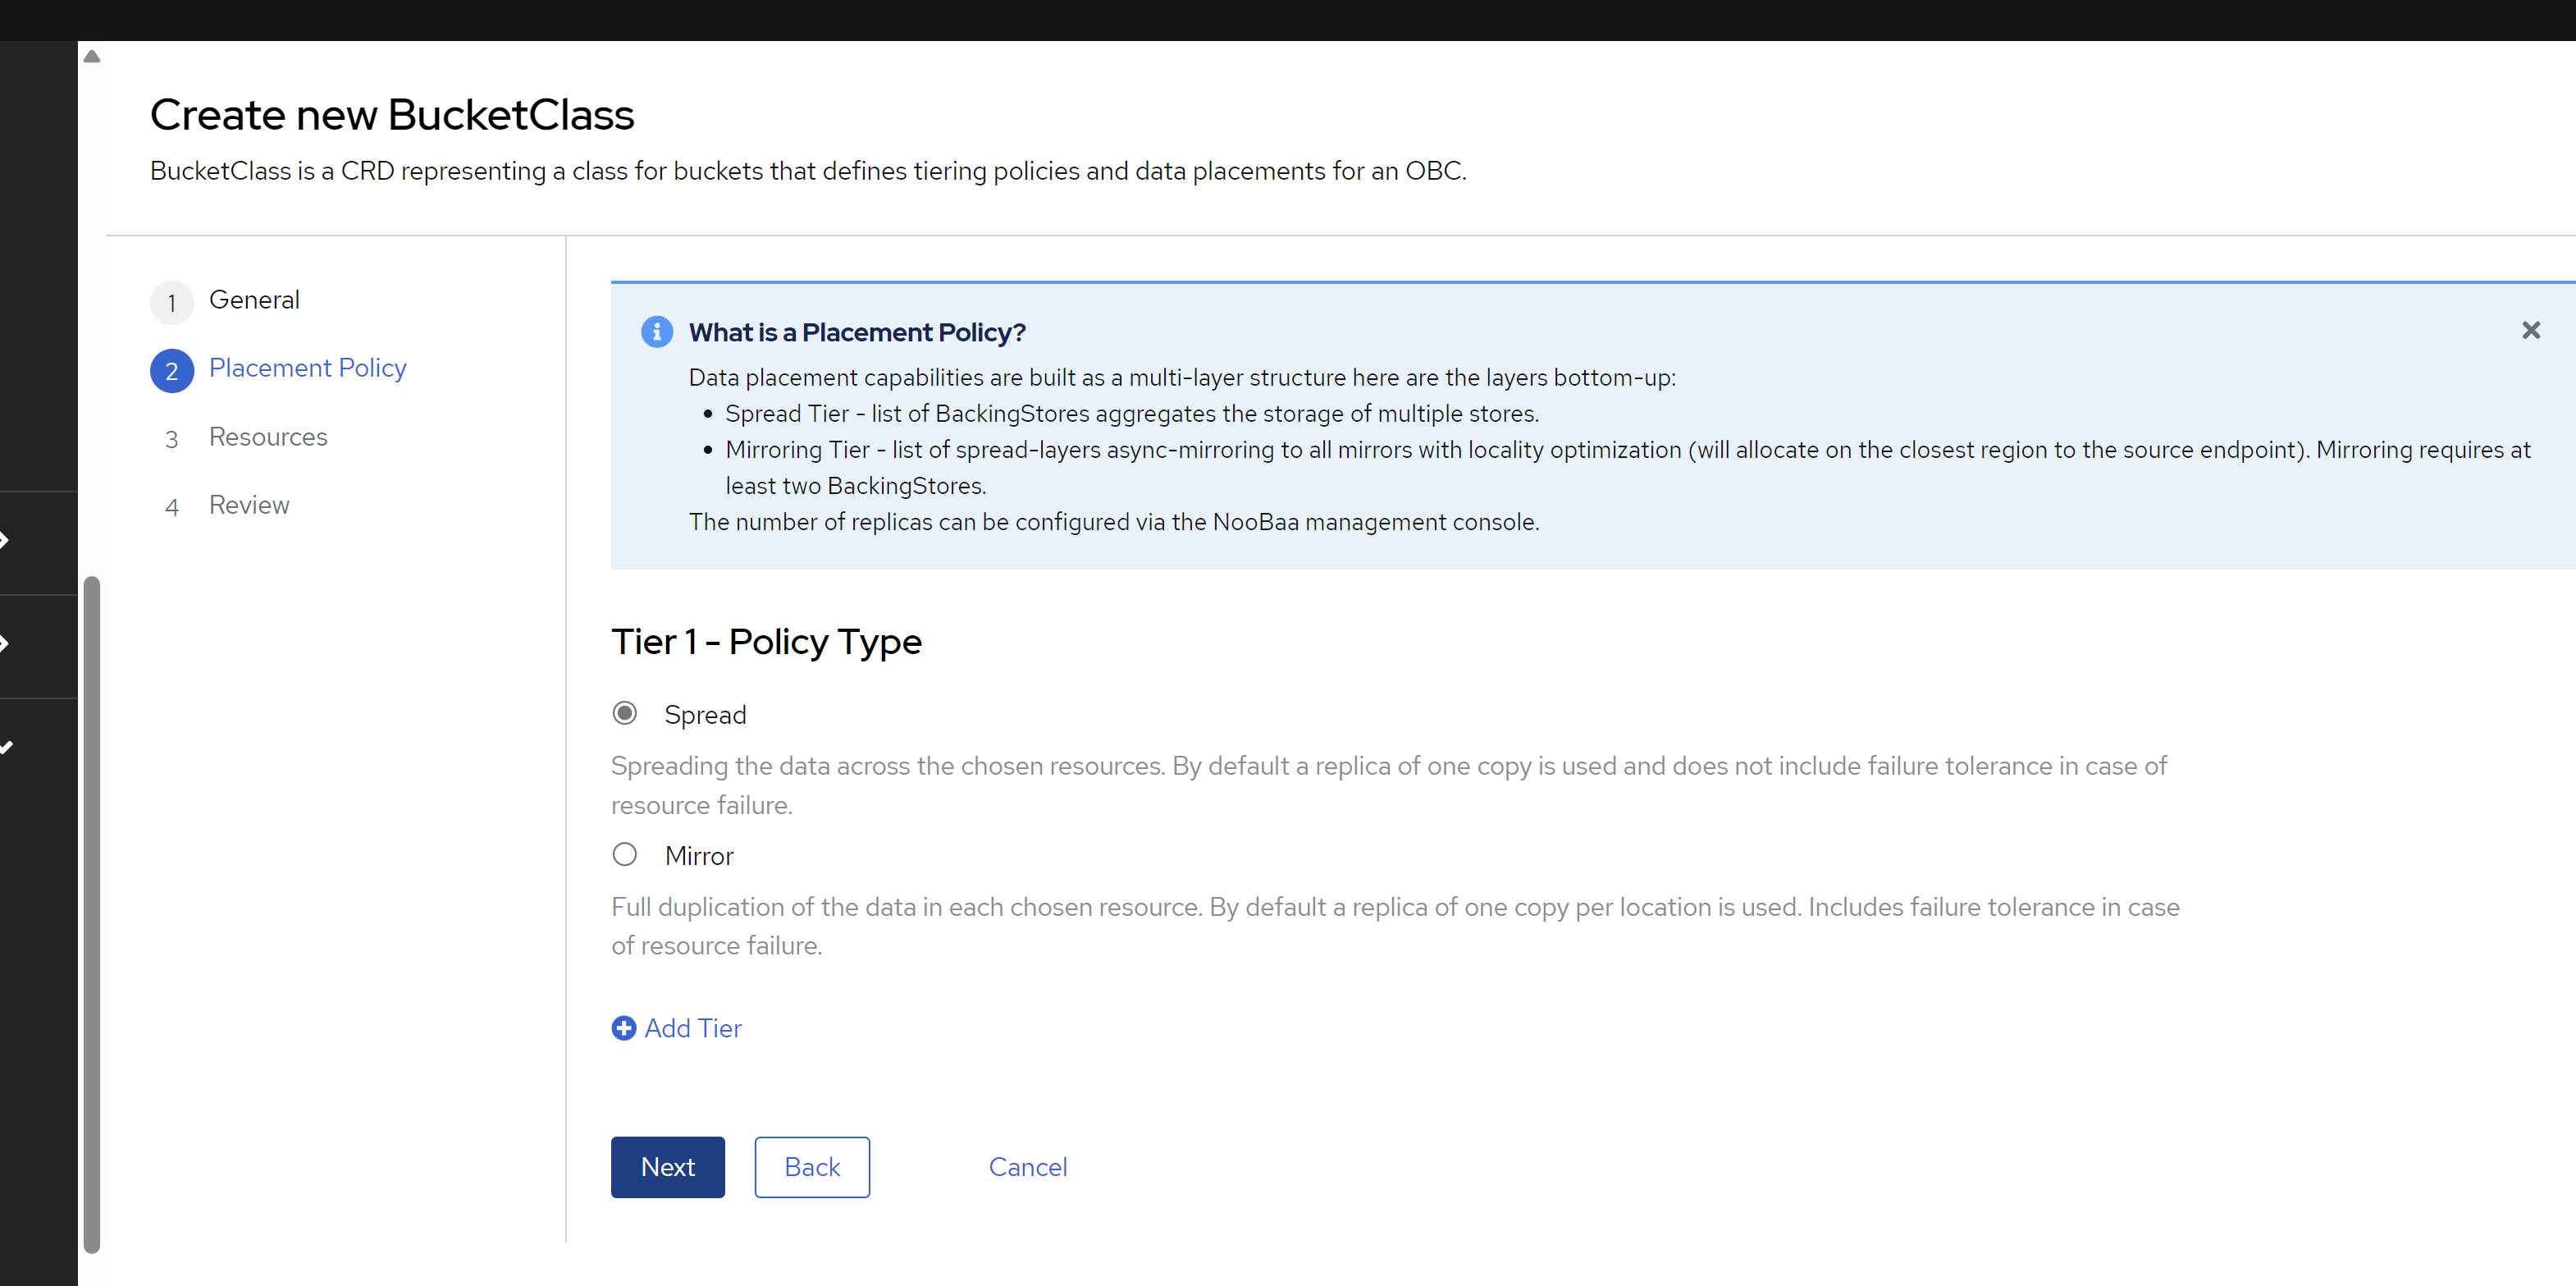 Create new BucketClass
BucketClass is a CRD representing a class for buckets that defines tiering policies and data placements for an OBC.
1 General
2 Placement Policy
3 Resources
4 Review
What is a Placement Policy?
Data placement capabilities are built as a multi-layer structure here are the layers bottom-up:
• Spread Tier - list of BackingStores aggregates the storage of multiple stores.
• Mirroring Tier - list of spread-layers async-mirroring to all mirrors with locality optimization (will allocate on the closest region to the source endpoint). Mirroring requires at
least two BackingStores.
The number of replicas can be configured via the NooBaa management console.
Tier 1 - Policy Type
Spread
Spreading the data across the chosen resources. By default a replica of one copy is used and does not include failure tolerance in case of
resource failure.
Mirror
Full duplication of the data in each chosen resource. By default a replica of one copy per location is used. Includes failure tolerance in case
of resource failure.
Add Tier
Next Back Cancel